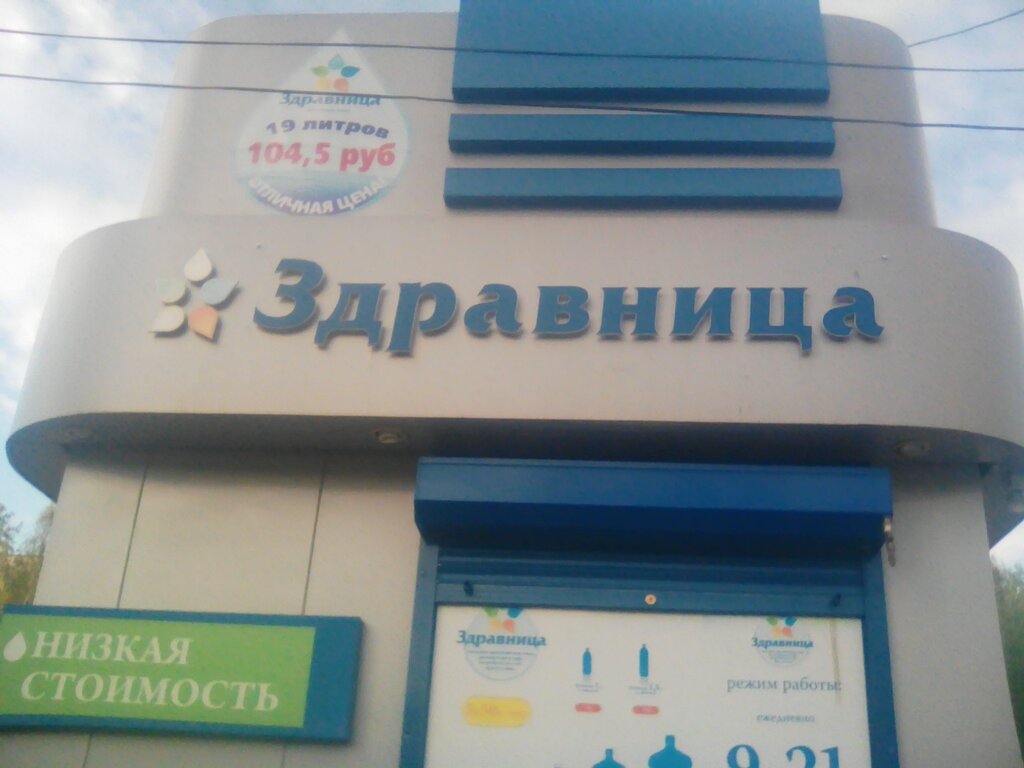 Здравница
19 литров
104,5 руб
ОТЛИЧНАЯ ЦЕНА!
Здравница
НИЗКАЯ
СТОИМОСТЬ
Здравница
Здравница
режим работы:
ежедневно
9-21